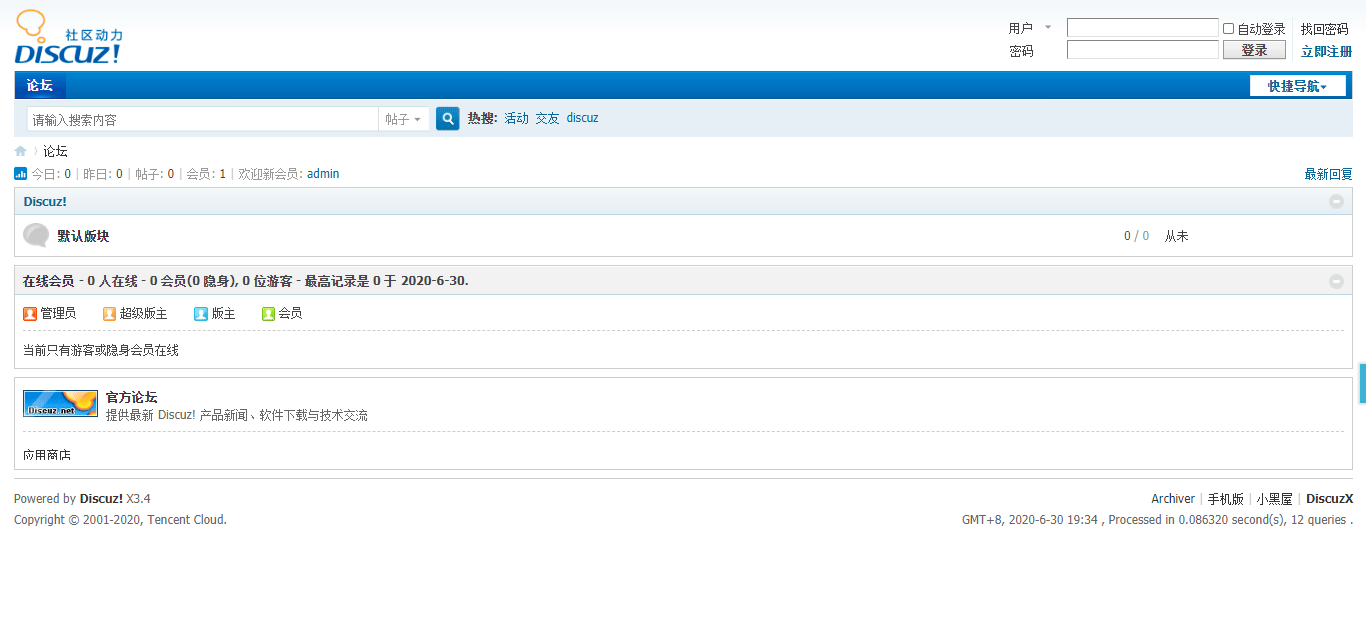 社区动力
DISCUZ!
用户 自动登录 找回密码
密码 登录 立即注册
论坛 快捷导航
请输入搜索内容 帖子 热搜: 活动 交友 discuz
论坛
今日: 0 | 昨日: 0 | 帖子: 0 | 会员: 1 | 欢迎新会员: admin 最新回复
Discuz!
默认版块 0 / 0 从未
在线会员 - 0 人在线 - 0 会员(0 隐身), 0 位游客 - 最高记录是 0 于 2020-6-30.
管理员 超级版主 版主 会员
当前只有游客或隐身会员在线
Discuz.net 官方论坛
提供最新 Discuz! 产品新闻、软件下载与技术交流
应用商店
Powered by Discuz! X3.4 Archiver | 手机版 | 小黑屋 | DiscuzX
Copyright © 2001-2020, Tencent Cloud. GMT+8, 2020-6-30 19:34 , Processed in 0.086320 second(s), 12 queries .